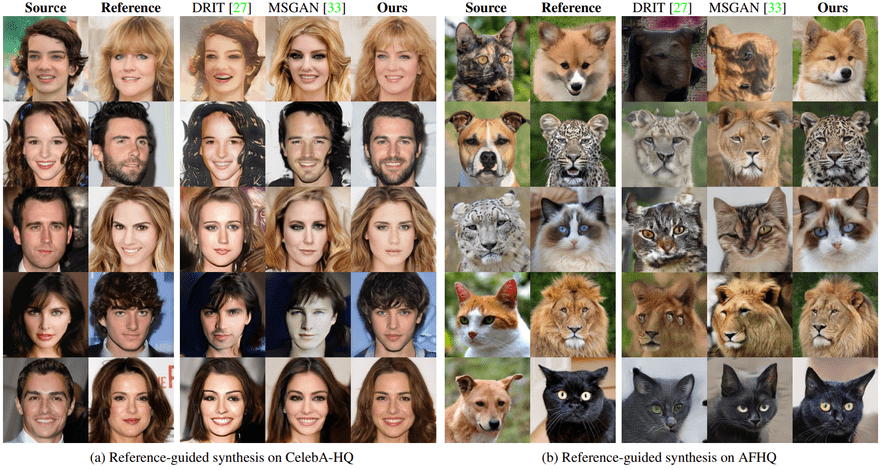 Source Reference DRIT [27] MSGAN [33] Ours Source Reference DRIT [27] MSGAN [33] Ours
(a) Reference-guided synthesis on CelebA-HQ (b) Reference-guided synthesis on AFHQ